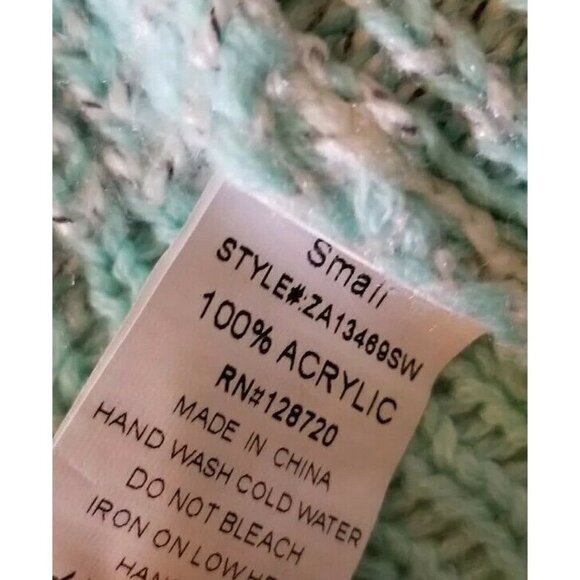 Small
STYLE#:ZA13469SW
100% ACRYLIC
RN#128720
MADE IN CHINA
HAND WASH COLD WATER
DO NOT BLEACH
IRON ON LOW